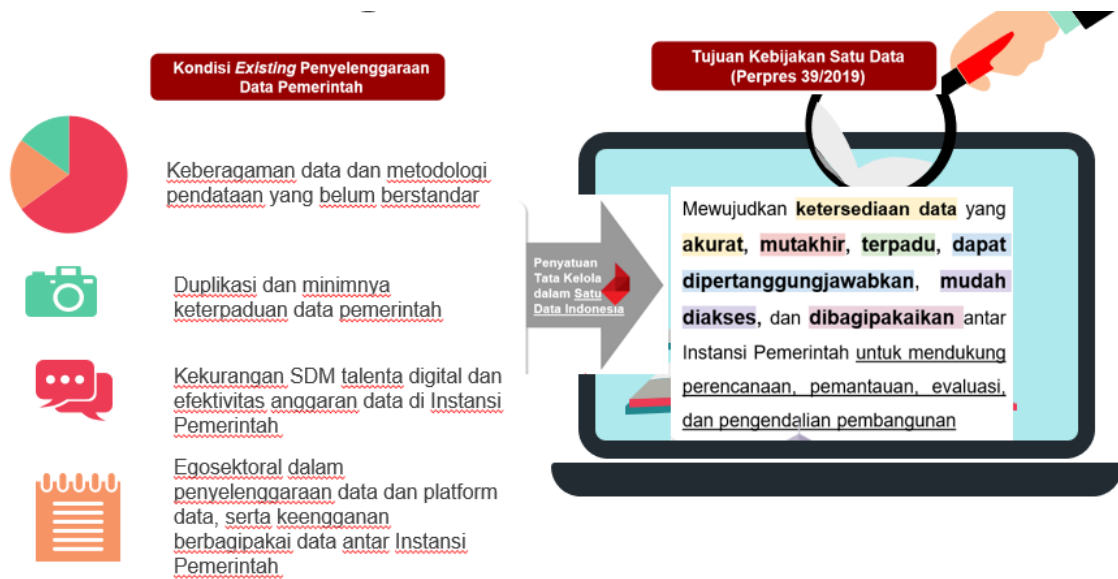 Kondisi Existing Penyelenggaraan
Data Pemerintah
Keberagaman data dan metodologi
pendataan yang belum berstandar
Duplikasi dan minimnya
keterpaduan data pemerintah
Kekurangan SDM talenta digital dan
efektivitas anggaran data di Instansi
Pemerintah
Egosektoral dalam
penyelenggaraan data dan platform
data, serta keengganan
berbagipakai data antar Instansi
Pemerintah
Penyatuan
Tata Kelola
dalam Satu
Data Indonesia
Tujuan Kebijakan Satu Data
(Perpres 39/2019)
Mewujudkan ketersediaan data yang
akurat, mutakhir, terpadu, dapat
dipertanggungjawabkan, mudah
diakses, dan dibagipakaikan antar
Instansi Pemerintah untuk mendukung
perencanaan, pemantauan, evaluasi,
dan pengendalian pembangunan